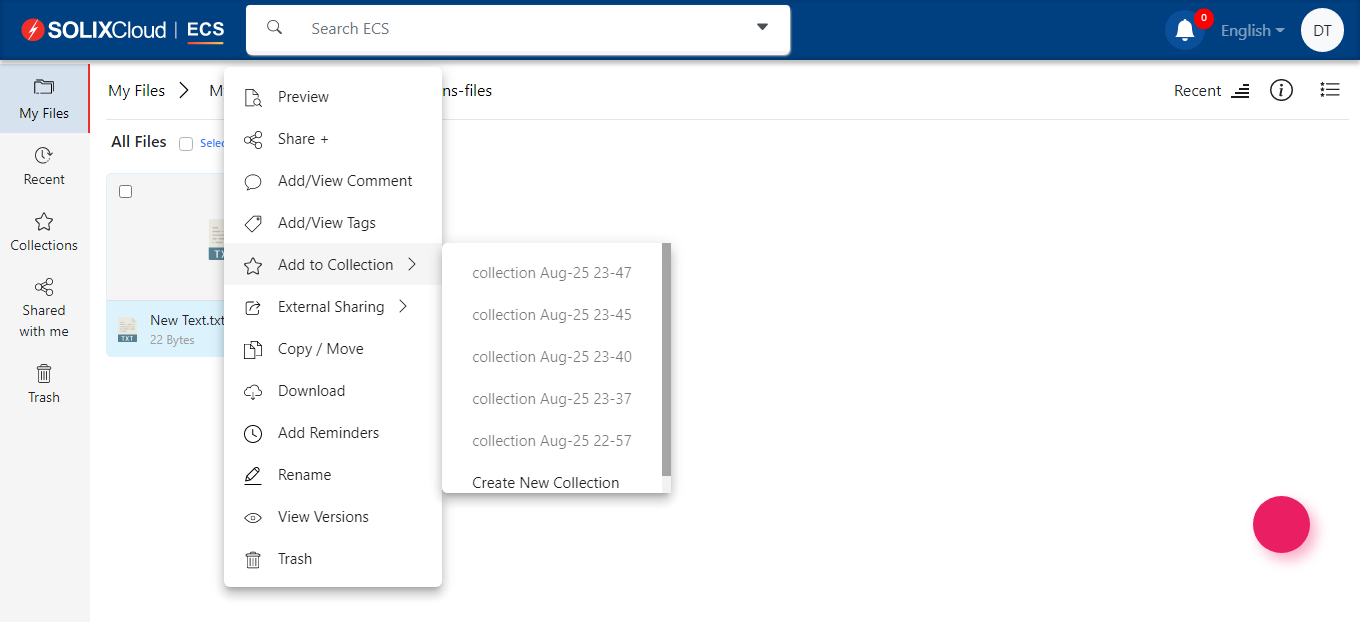 SOLIXCloud | ECS
Search ECS
0
English
DT
My Files
Recent
Collections
Shared
with me
Trash
My Files
ns-files
Recent
All Files
New Text.txt
22 Bytes
TXT
Preview
Share +
Add/View Comment
Add/View Tags
Add to Collection
External Sharing
Copy / Move
Download
Add Reminders
Rename
View Versions
Trash
collection Aug-25 23-47
collection Aug-25 23-45
collection Aug-25 23-40
collection Aug-25 23-37
collection Aug-25 22-57
Create New Collection